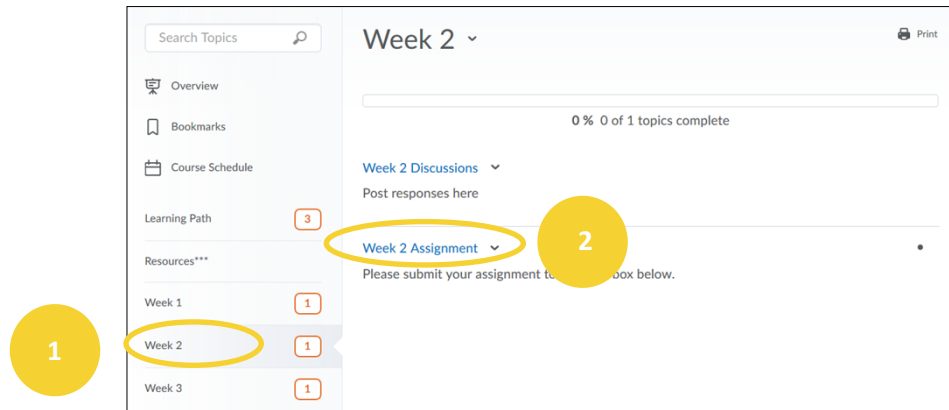 Search Topics
Overview
Bookmarks
Course Schedule
Learning Path 3
Resources***
Week 1 1
Week 2 1
Week 3 1
Week 2
Print
0 % 0 of 1 topics complete
Week 2 Discussions
Post responses here
Week 2 Assignment
Please submit your assignment to box below.
1
2